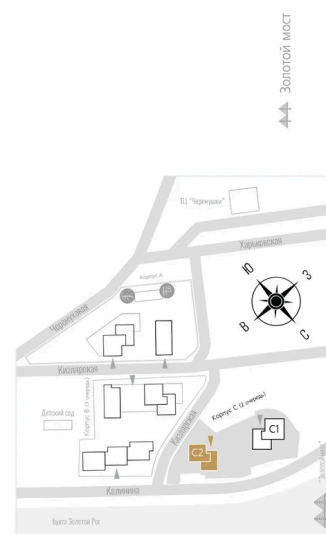 Золотой мост
ТЦ "Черемушки"
Харьковская
Корпус А
Ю
З
В
С
Черемуховая
Кизлярская
Корпус В (3 очередь)
Детский сад
Кизлярская
Корпус С (2 очередь)
С1
С2
Калинина
Бухта Золотой Рог